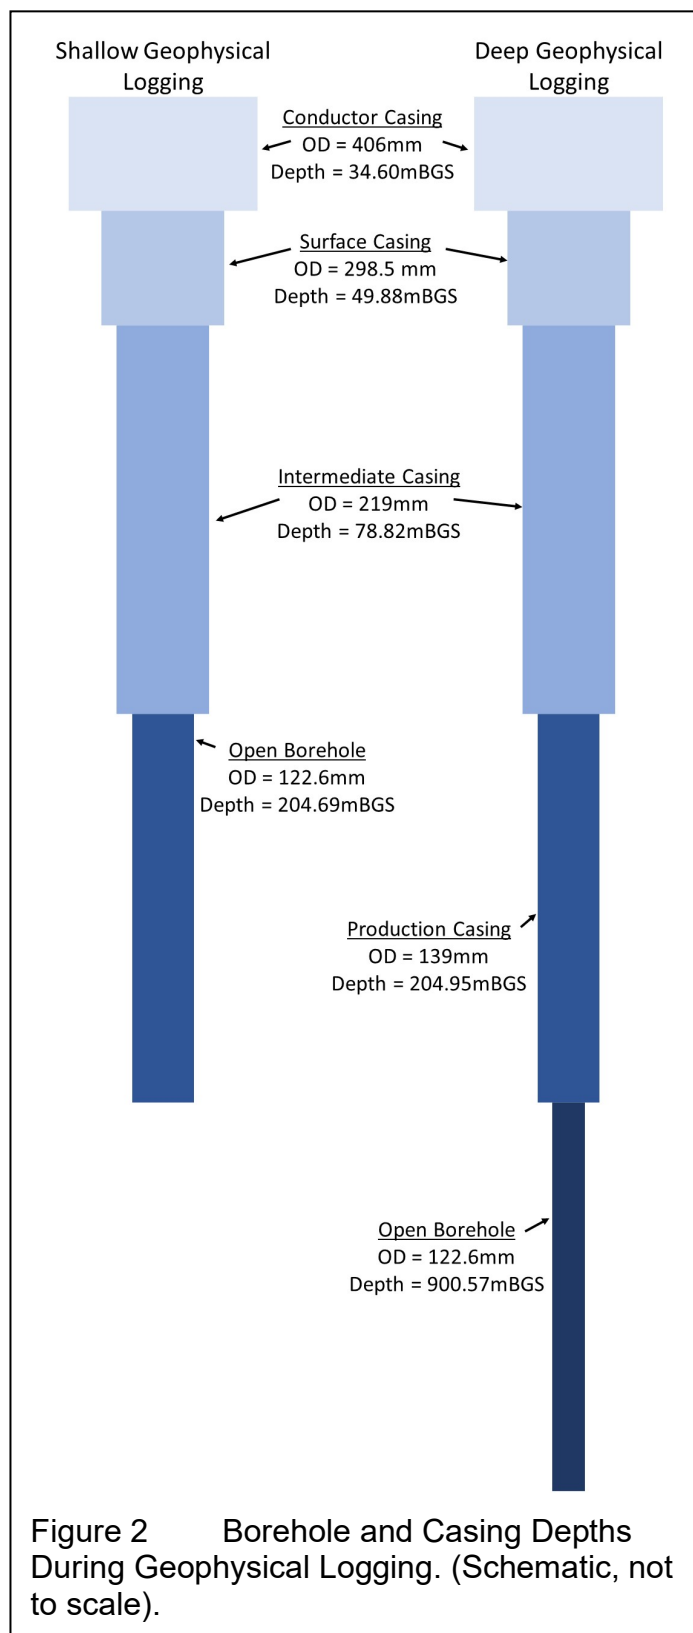 Shallow Geophysical
Logging
Deep Geophysical
Logging
Conductor Casing
OD = 406mm
Depth = 34.60mBGS
Surface Casing
OD = 298.5 mm
Depth = 49.88mBGS
Intermediate Casing
OD = 219mm
Depth = 78.82mBGS
Open Borehole
OD = 122.6mm
Depth = 204.69mBGS
Production Casing
OD = 139mm
Depth = 204.95mBGS
Open Borehole
OD = 122.6mm
Depth = 900.57mBGS
Figure 2 Borehole and Casing Depths
During Geophysical Logging. (Schematic, not
to scale).